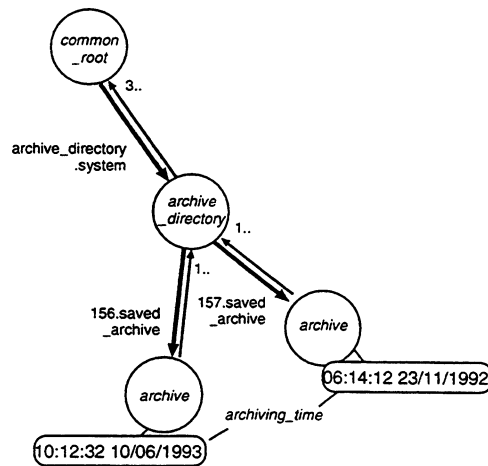 common
_root
3..
archive_directory
.system
archive
_directory
1..
1..
156.saved
_archive
157.saved
_archive
archive
06:14:12 23/11/1992
archive
archiving_time
10:12:32 10/06/1993